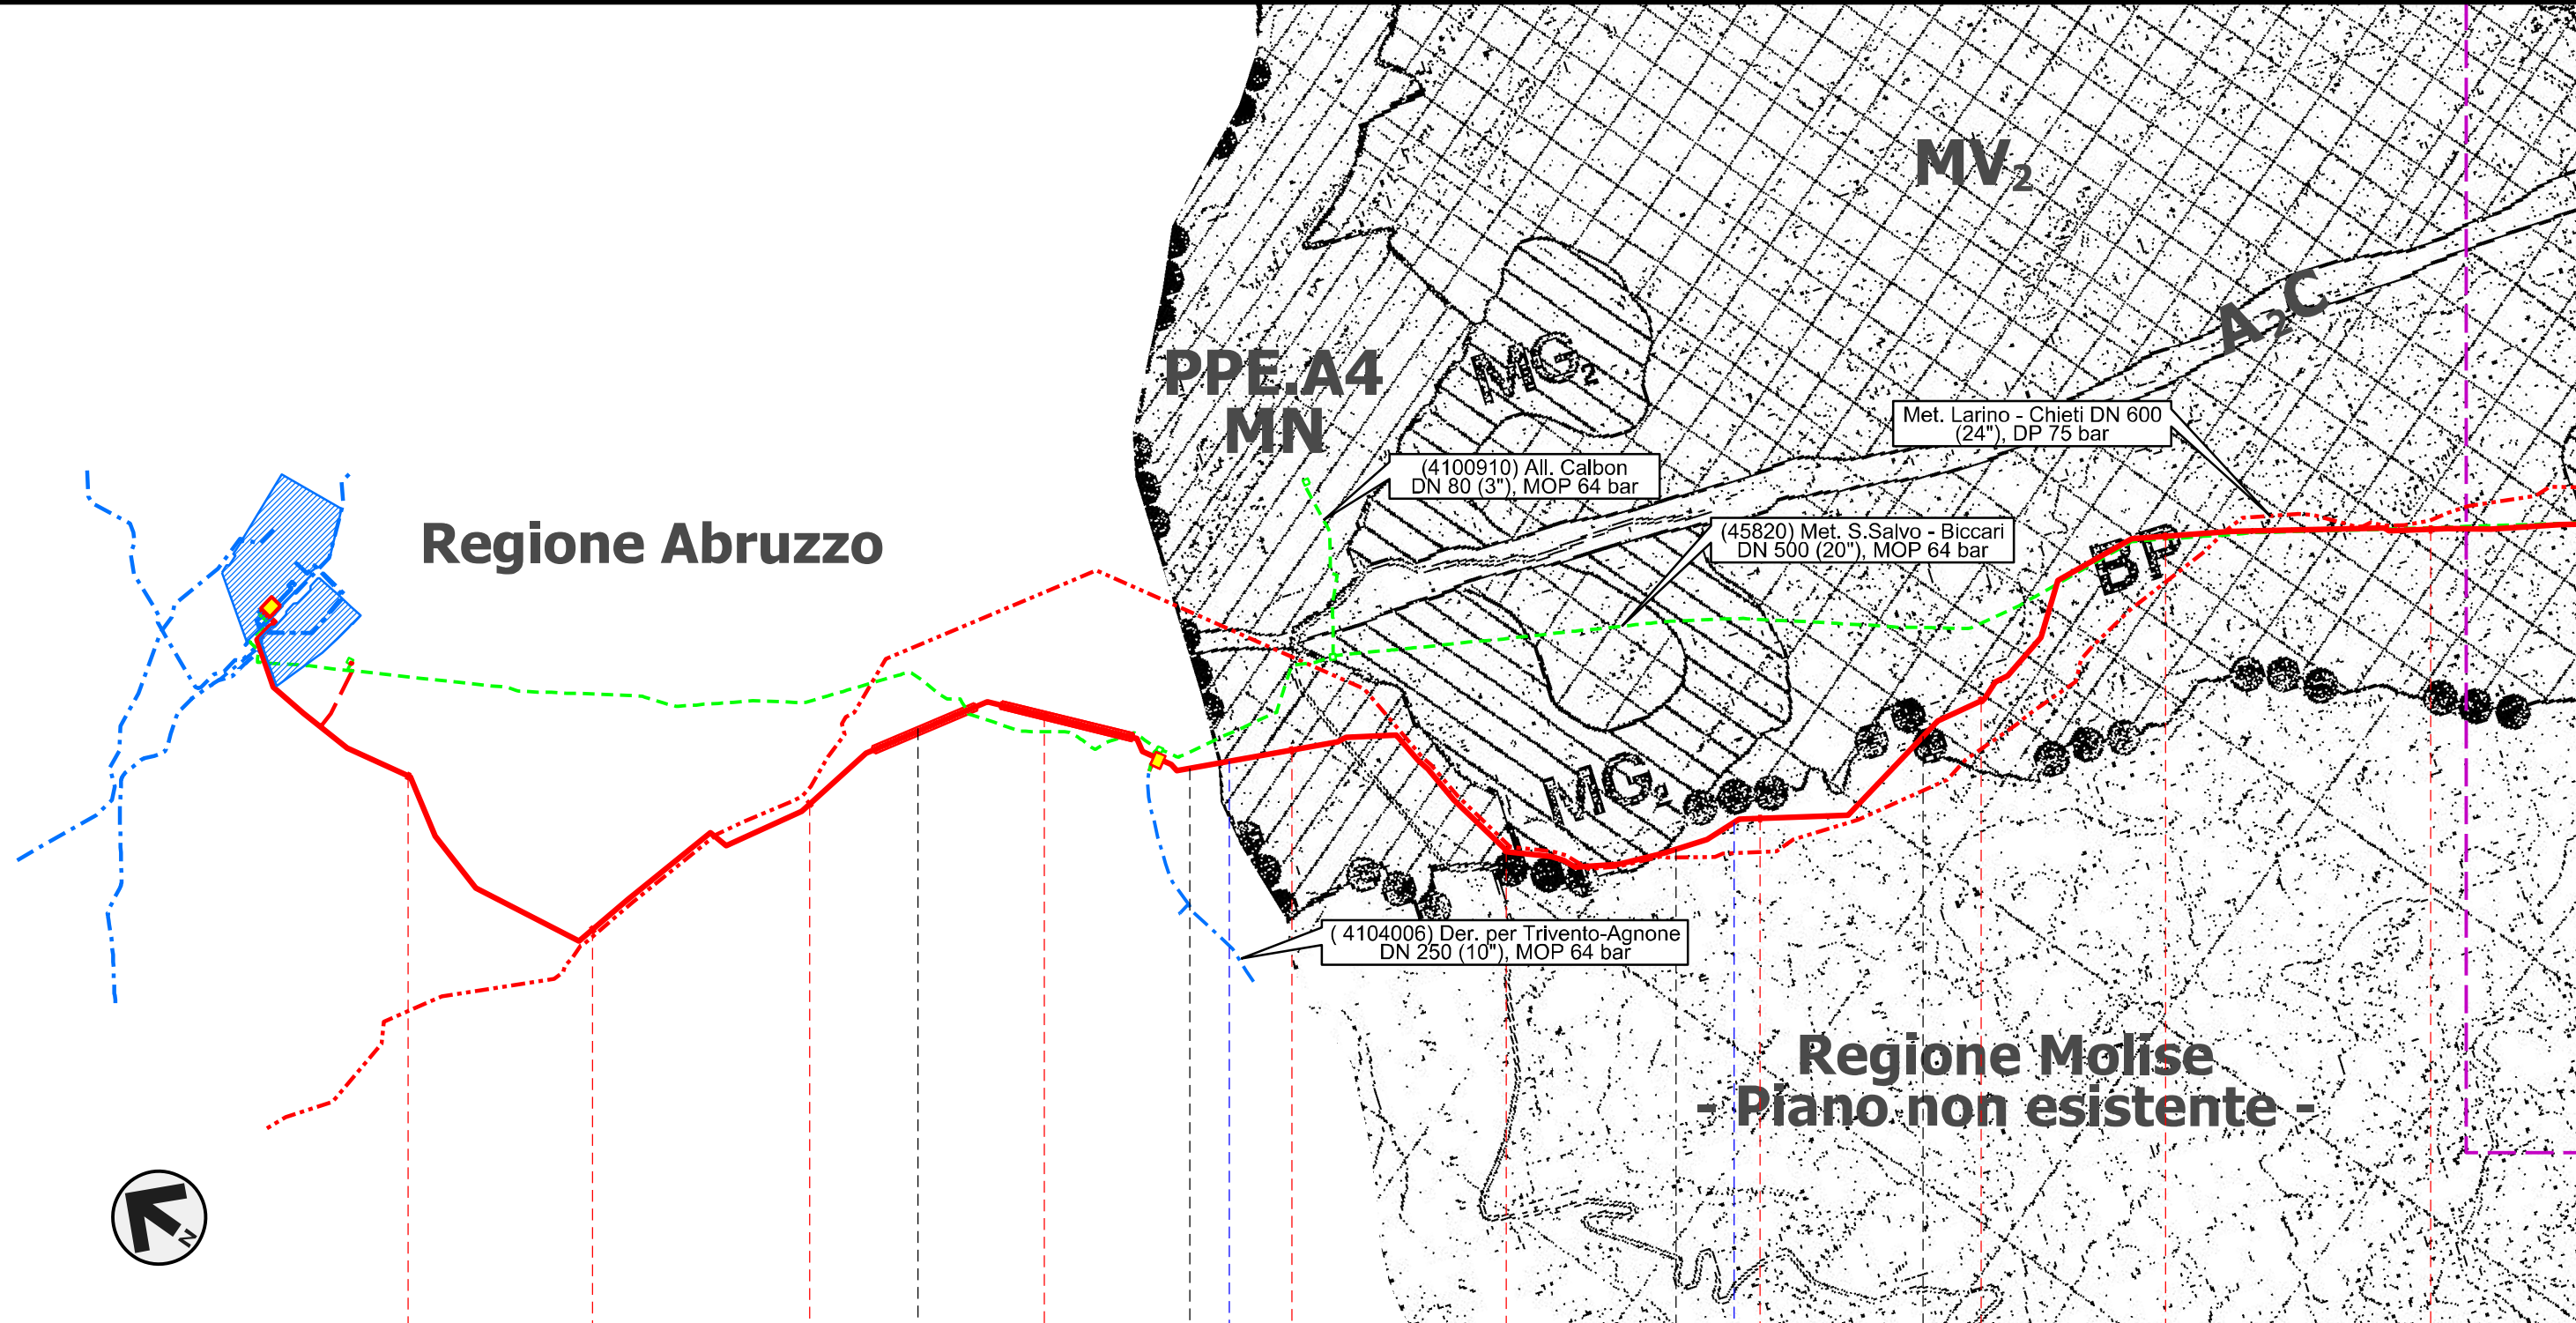 MV₂
A₂C
PPE.A4
MN
MG₂
Met. Larino - Chieti DN 600
(24"), DP 75 bar
(4100910) All. Calbon
DN 80 (3"), MOP 64 bar
(45820) Met. S.Salvo - Biccari
DN 500 (20"), MOP 64 bar
Regione Abruzzo
BP
MG₂
( 4104006) Der. per Trivento-Agnone
DN 250 (10"), MOP 64 bar
Regione Molise
- Piano non esistente -
N